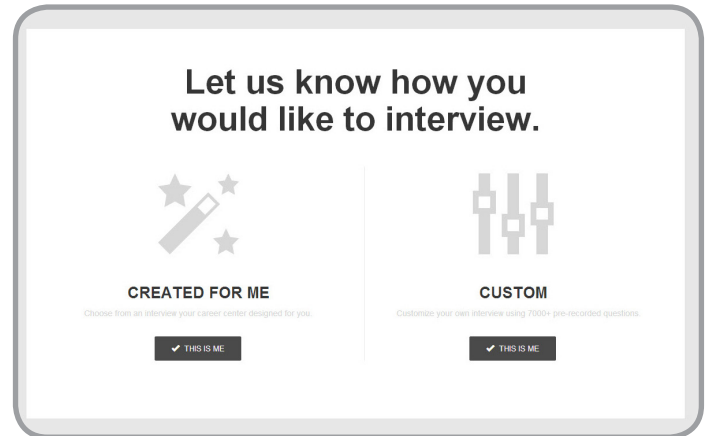 Let us know how you
would like to interview.
CREATED FOR ME
Choose from an interview your career center designed for you.
✔ THIS IS ME
CUSTOM
Customize your own interview using 7000+ pre-recorded questions.
✔ THIS IS ME